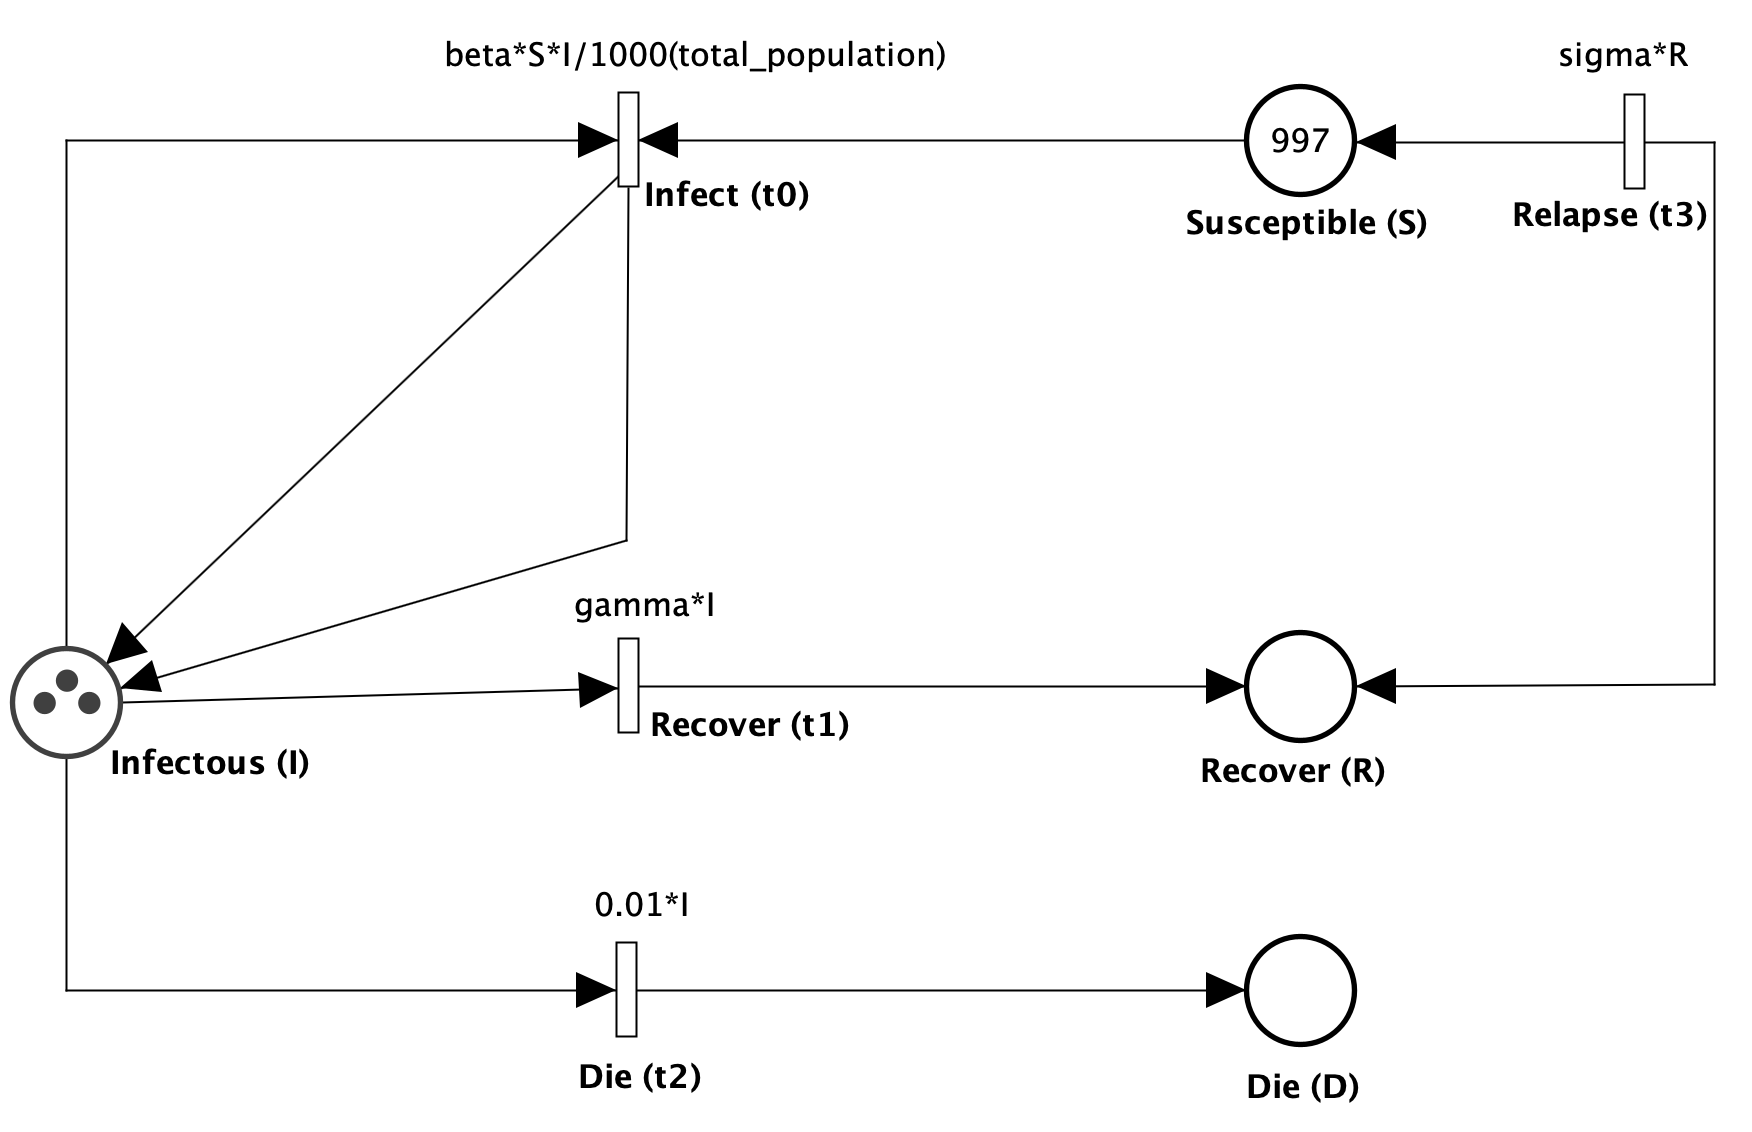 beta*S*I/1000(total_population)
sigma*R
997
Infect (t0)
Susceptible (S)
Relapse (t3)
gamma*I
Recover (t1)
Infectous (I)
Recover (R)
0.01*I
Die (t2)
Die (D)